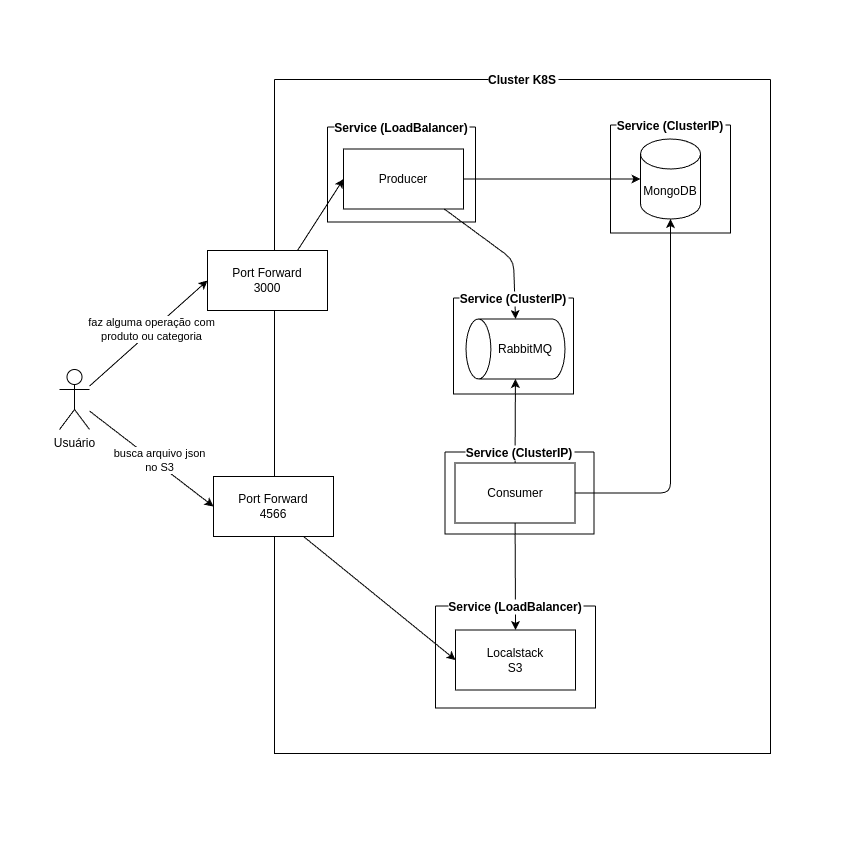 Cluster K8S
Service (LoadBalancer)
Producer
Service (ClusterIP)
MongoDB
Port Forward
3000
faz alguma operação com
produto ou categoria
Service (ClusterIP)
RabbitMQ
Usuário
busca arquivo json
no S3
Service (ClusterIP)
Consumer
Port Forward
4566
Service (LoadBalancer)
Localstack
S3